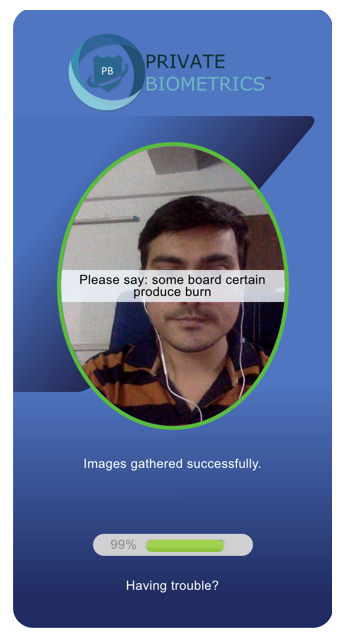 PB
PRIVATE
BIOMETRICS™
Please say: some board certain
produce burn
Images gathered successfully.
99%
Having trouble?